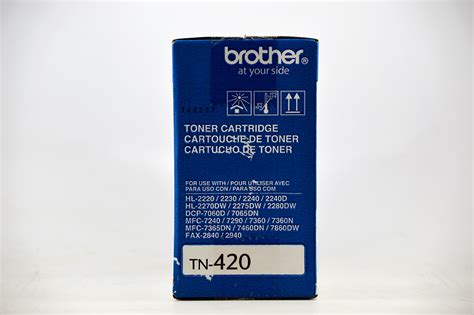 brother®
at your side
TONER CARTRIDGE
CARTOUCHE DE TONER
CARTUCHO DE TONER
FOR USE WITH / POUR UTILISER AVEC
PARA USO EN / PARA USO CON
HL-2220 / 2230 / 2240 / 2240D
HL-2270DW / 2275DW / 2280DW
DCP-7060D / 7065DN
MFC-7240 / 7290 / 7360 / 7360N
MFC-7365DN / 7460DN / 7860DW
FAX-2840 / 2940
TN-420